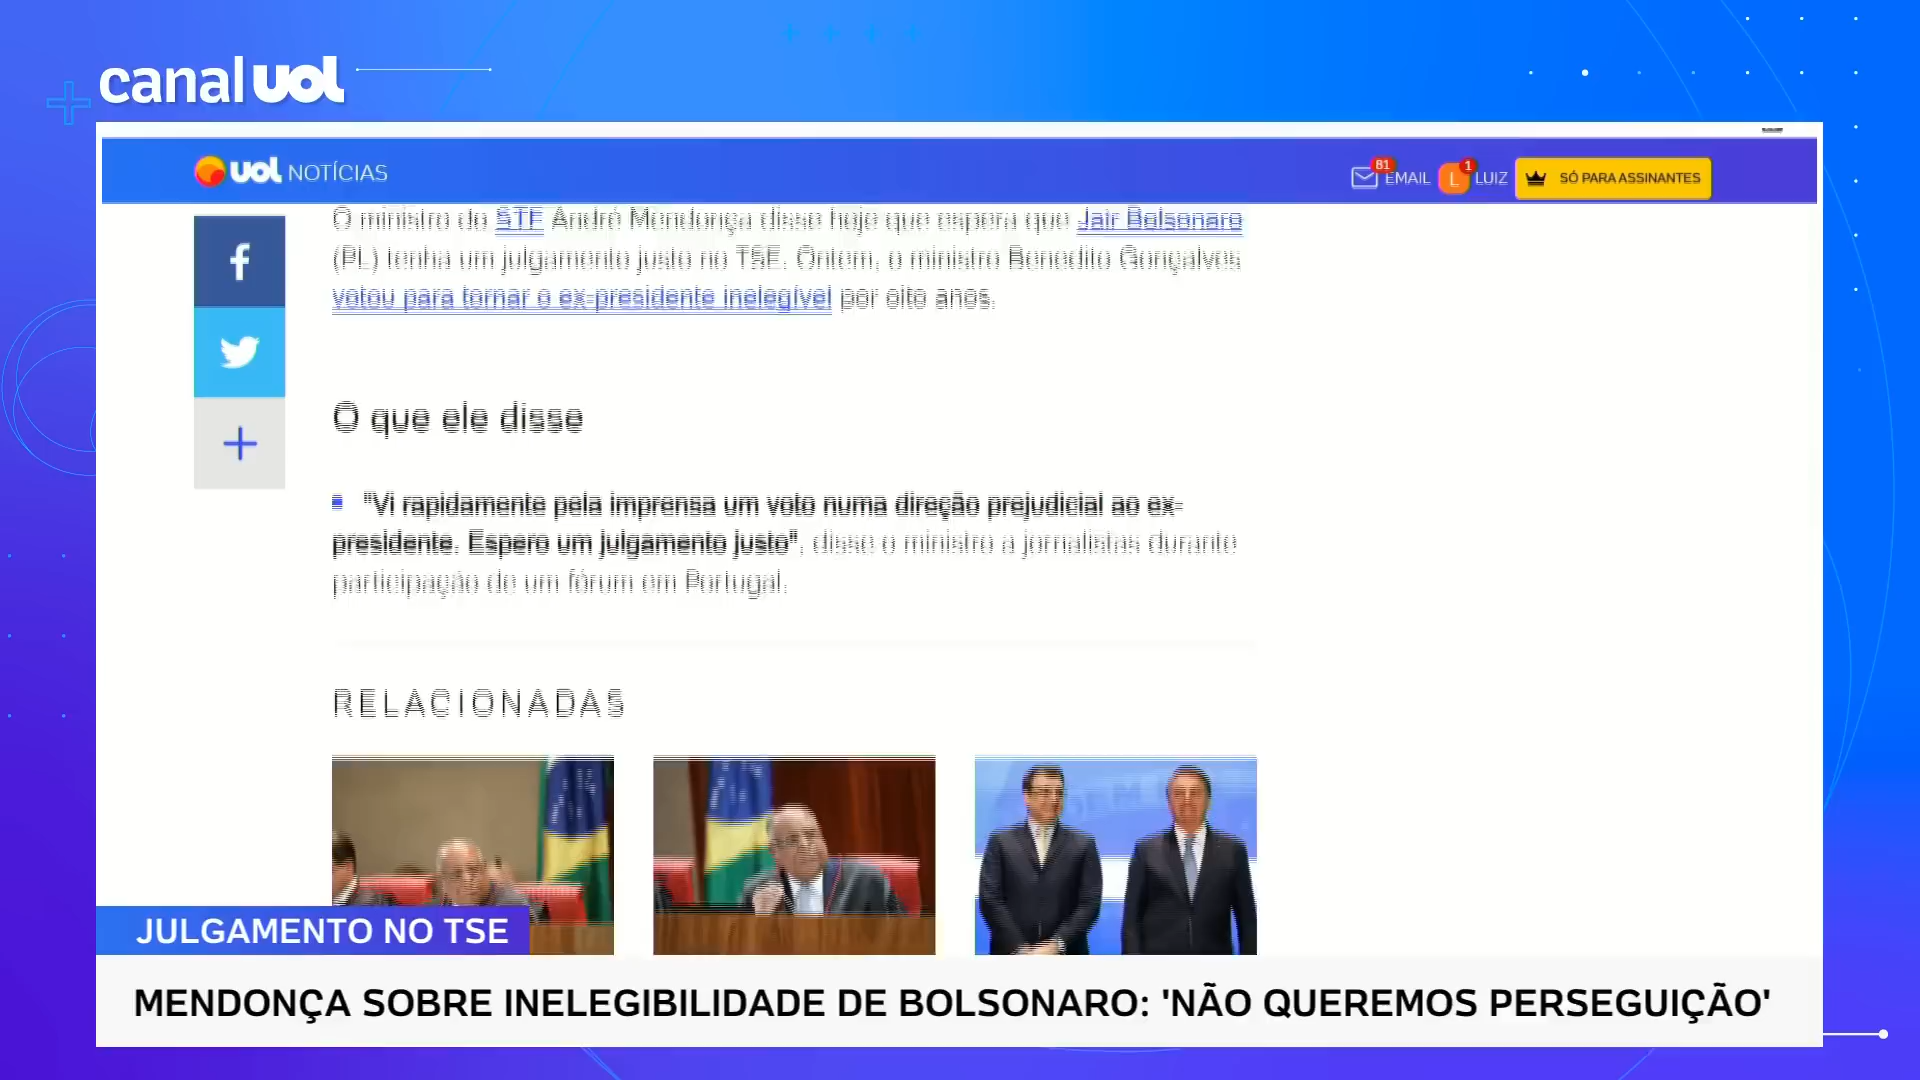 canal uol
uol NOTÍCIAS
81
EMAIL
L
1
LUIZ
SÓ PARA ASSINANTES
O ministro do STF André Mendonça disse hoje que espera que Jair Bolsonaro
(PL) tenha um julgamento justo no TSE. Ontem, o ministro Benedito Gonçalves
votou para tornar o ex-presidente inelegível por oito anos.
O que ele disse
"Vi rapidamente pela imprensa um voto numa direção prejudicial ao ex-
presidente. Espero um julgamento justo", disse o ministro a jornalistas durante
participação de um fórum em Portugal.
RELACIONADAS
JULGAMENTO NO TSE
MENDONÇA SOBRE INELEGIBILIDADE DE BOLSONARO: 'NÃO QUEREMOS PERSEGUIÇÃO'